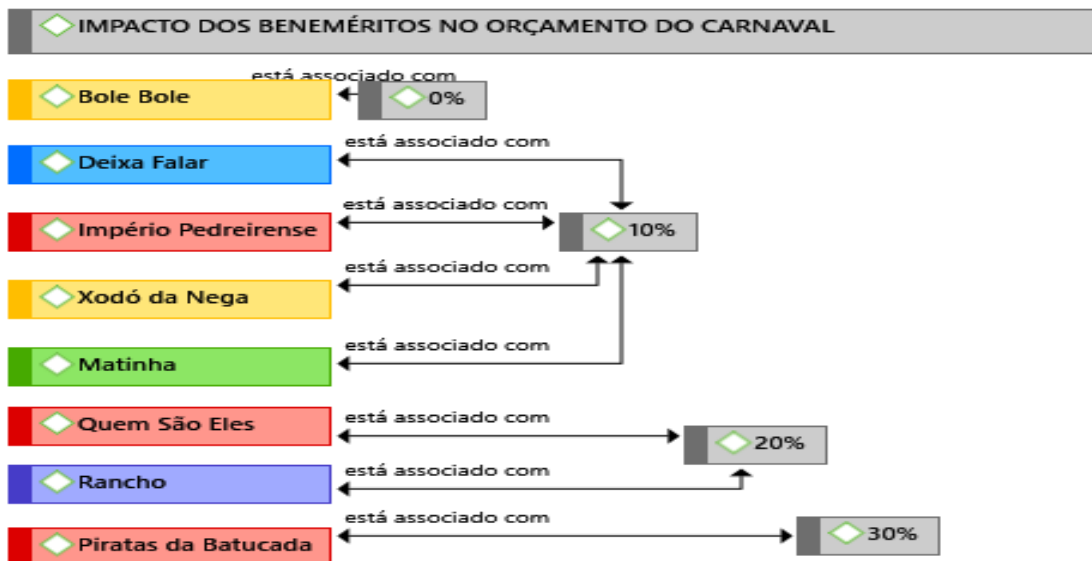 IMPACTO DOS BENEMÉRITOS NO ORÇAMENTO DO CARNAVAL
está associado com
Bole Bole
0%
está associado com
Deixa Falar
está associado com
Império Pedreirense
10%
está associado com
Xodó da Nega
está associado com
Matinha
está associado com
Quem São Eles
20%
está associado com
Rancho
está associado com
Piratas da Batucada
30%